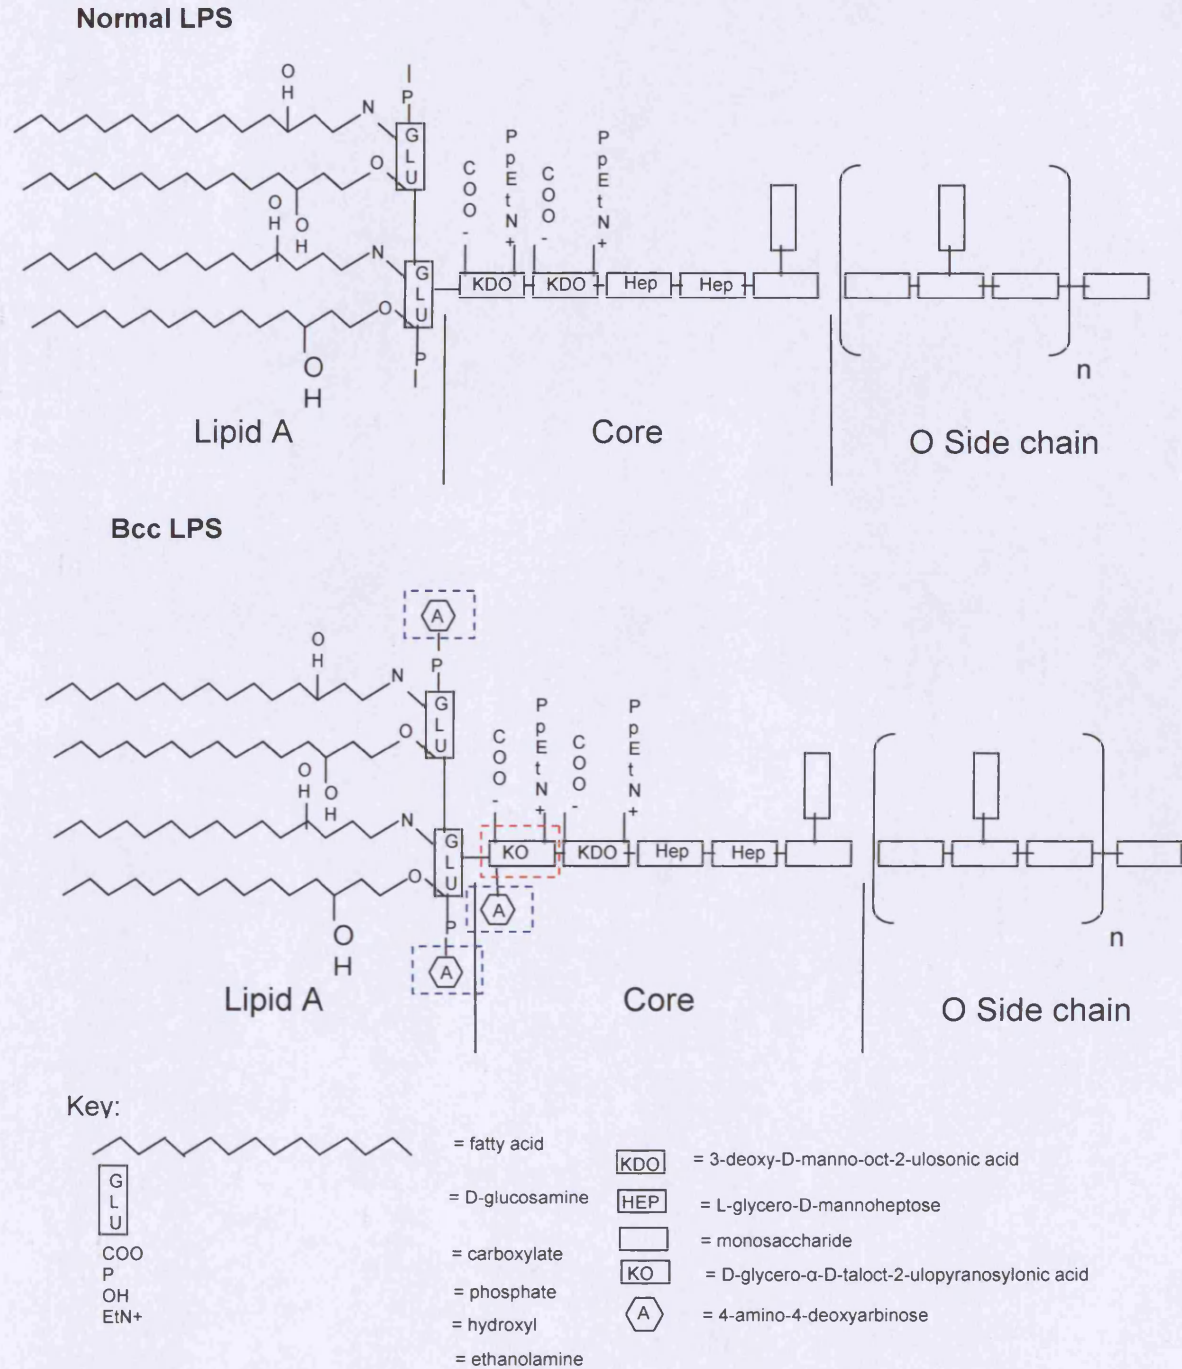 Normal LPS
OH
I
P
N
GLU
O
OH
OH
N
GLU
O
OH
P
I
COO-
PpEtN+
COO-
PpEtN+
KDO KDO Hep Hep
n
Lipid A Core O Side chain
Bcc LPS
A
P
OH
N
GLU
O
OH
OH
N
GLU
O
OH
P
A
COO-
PpEtN+
COO-
PpEtN+
KO KDO Hep Hep
A
n
Lipid A Core O Side chain
Key:
= fatty acid
GLU = D-glucosamine
COO = carboxylate
P = phosphate
OH = hydroxyl
EtN+ = ethanolamine
KDO = 3-deoxy-D-manno-oct-2-ulosonic acid
HEP = L-glycero-D-mannoheptose
= monosaccharide
KO = D-glycero-α-D-taloct-2-ulopyranosylonic acid
A = 4-amino-4-deoxyarbinose